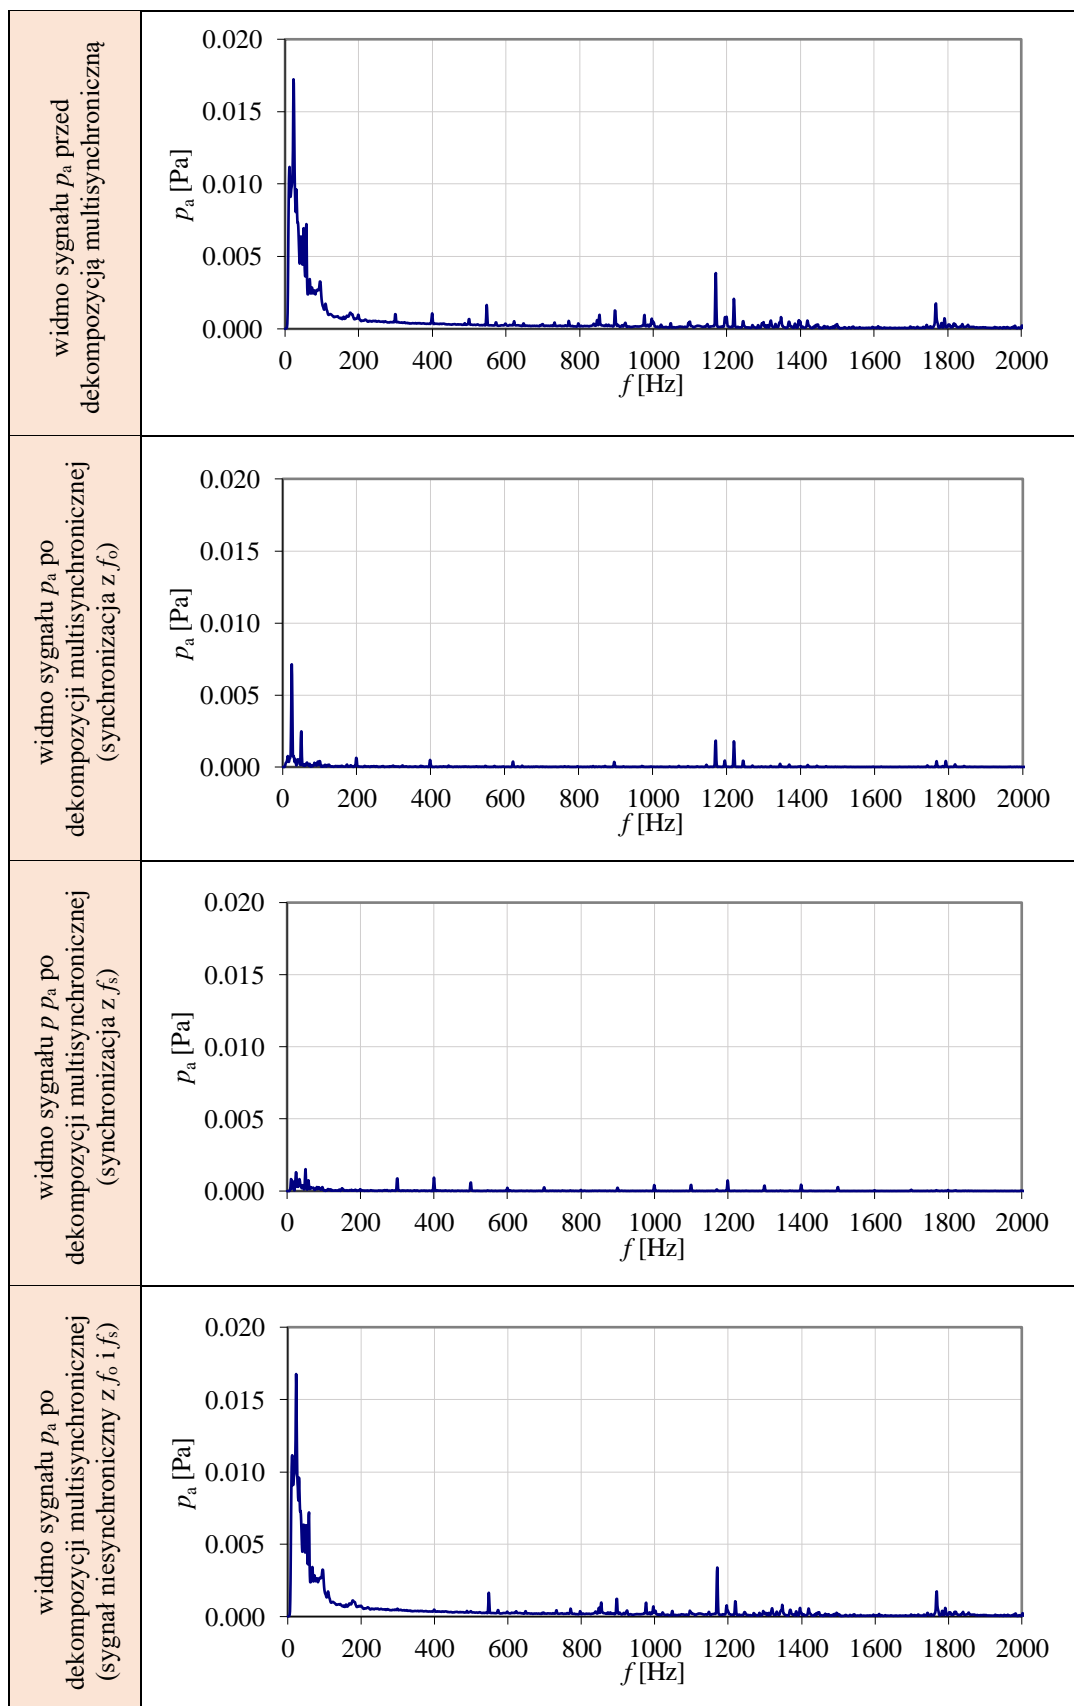 widmo sygnału pa przed
dekompozycją multisynchroniczną
0.020
0.015
0.010
0.005
0.000
pa [Pa]
0 200 400 600 800 1000 1200 1400 1600 1800 2000
f [Hz]
widmo sygnału pa po
dekompozycji multisynchronicznej
(synchronizacja z fo)
0.020
0.015
0.010
0.005
0.000
pa [Pa]
0 200 400 600 800 1000 1200 1400 1600 1800 2000
f [Hz]
widmo sygnału p pa po
dekompozycji multisynchronicznej
(synchronizacja z fs)
0.020
0.015
0.010
0.005
0.000
pa [Pa]
0 200 400 600 800 1000 1200 1400 1600 1800 2000
f [Hz]
widmo sygnału pa po
dekompozycji multisynchronicznej
(sygnał niesynchroniczny z fo i fs)
0.020
0.015
0.010
0.005
0.000
pa [Pa]
0 200 400 600 800 1000 1200 1400 1600 1800 2000
f [Hz]